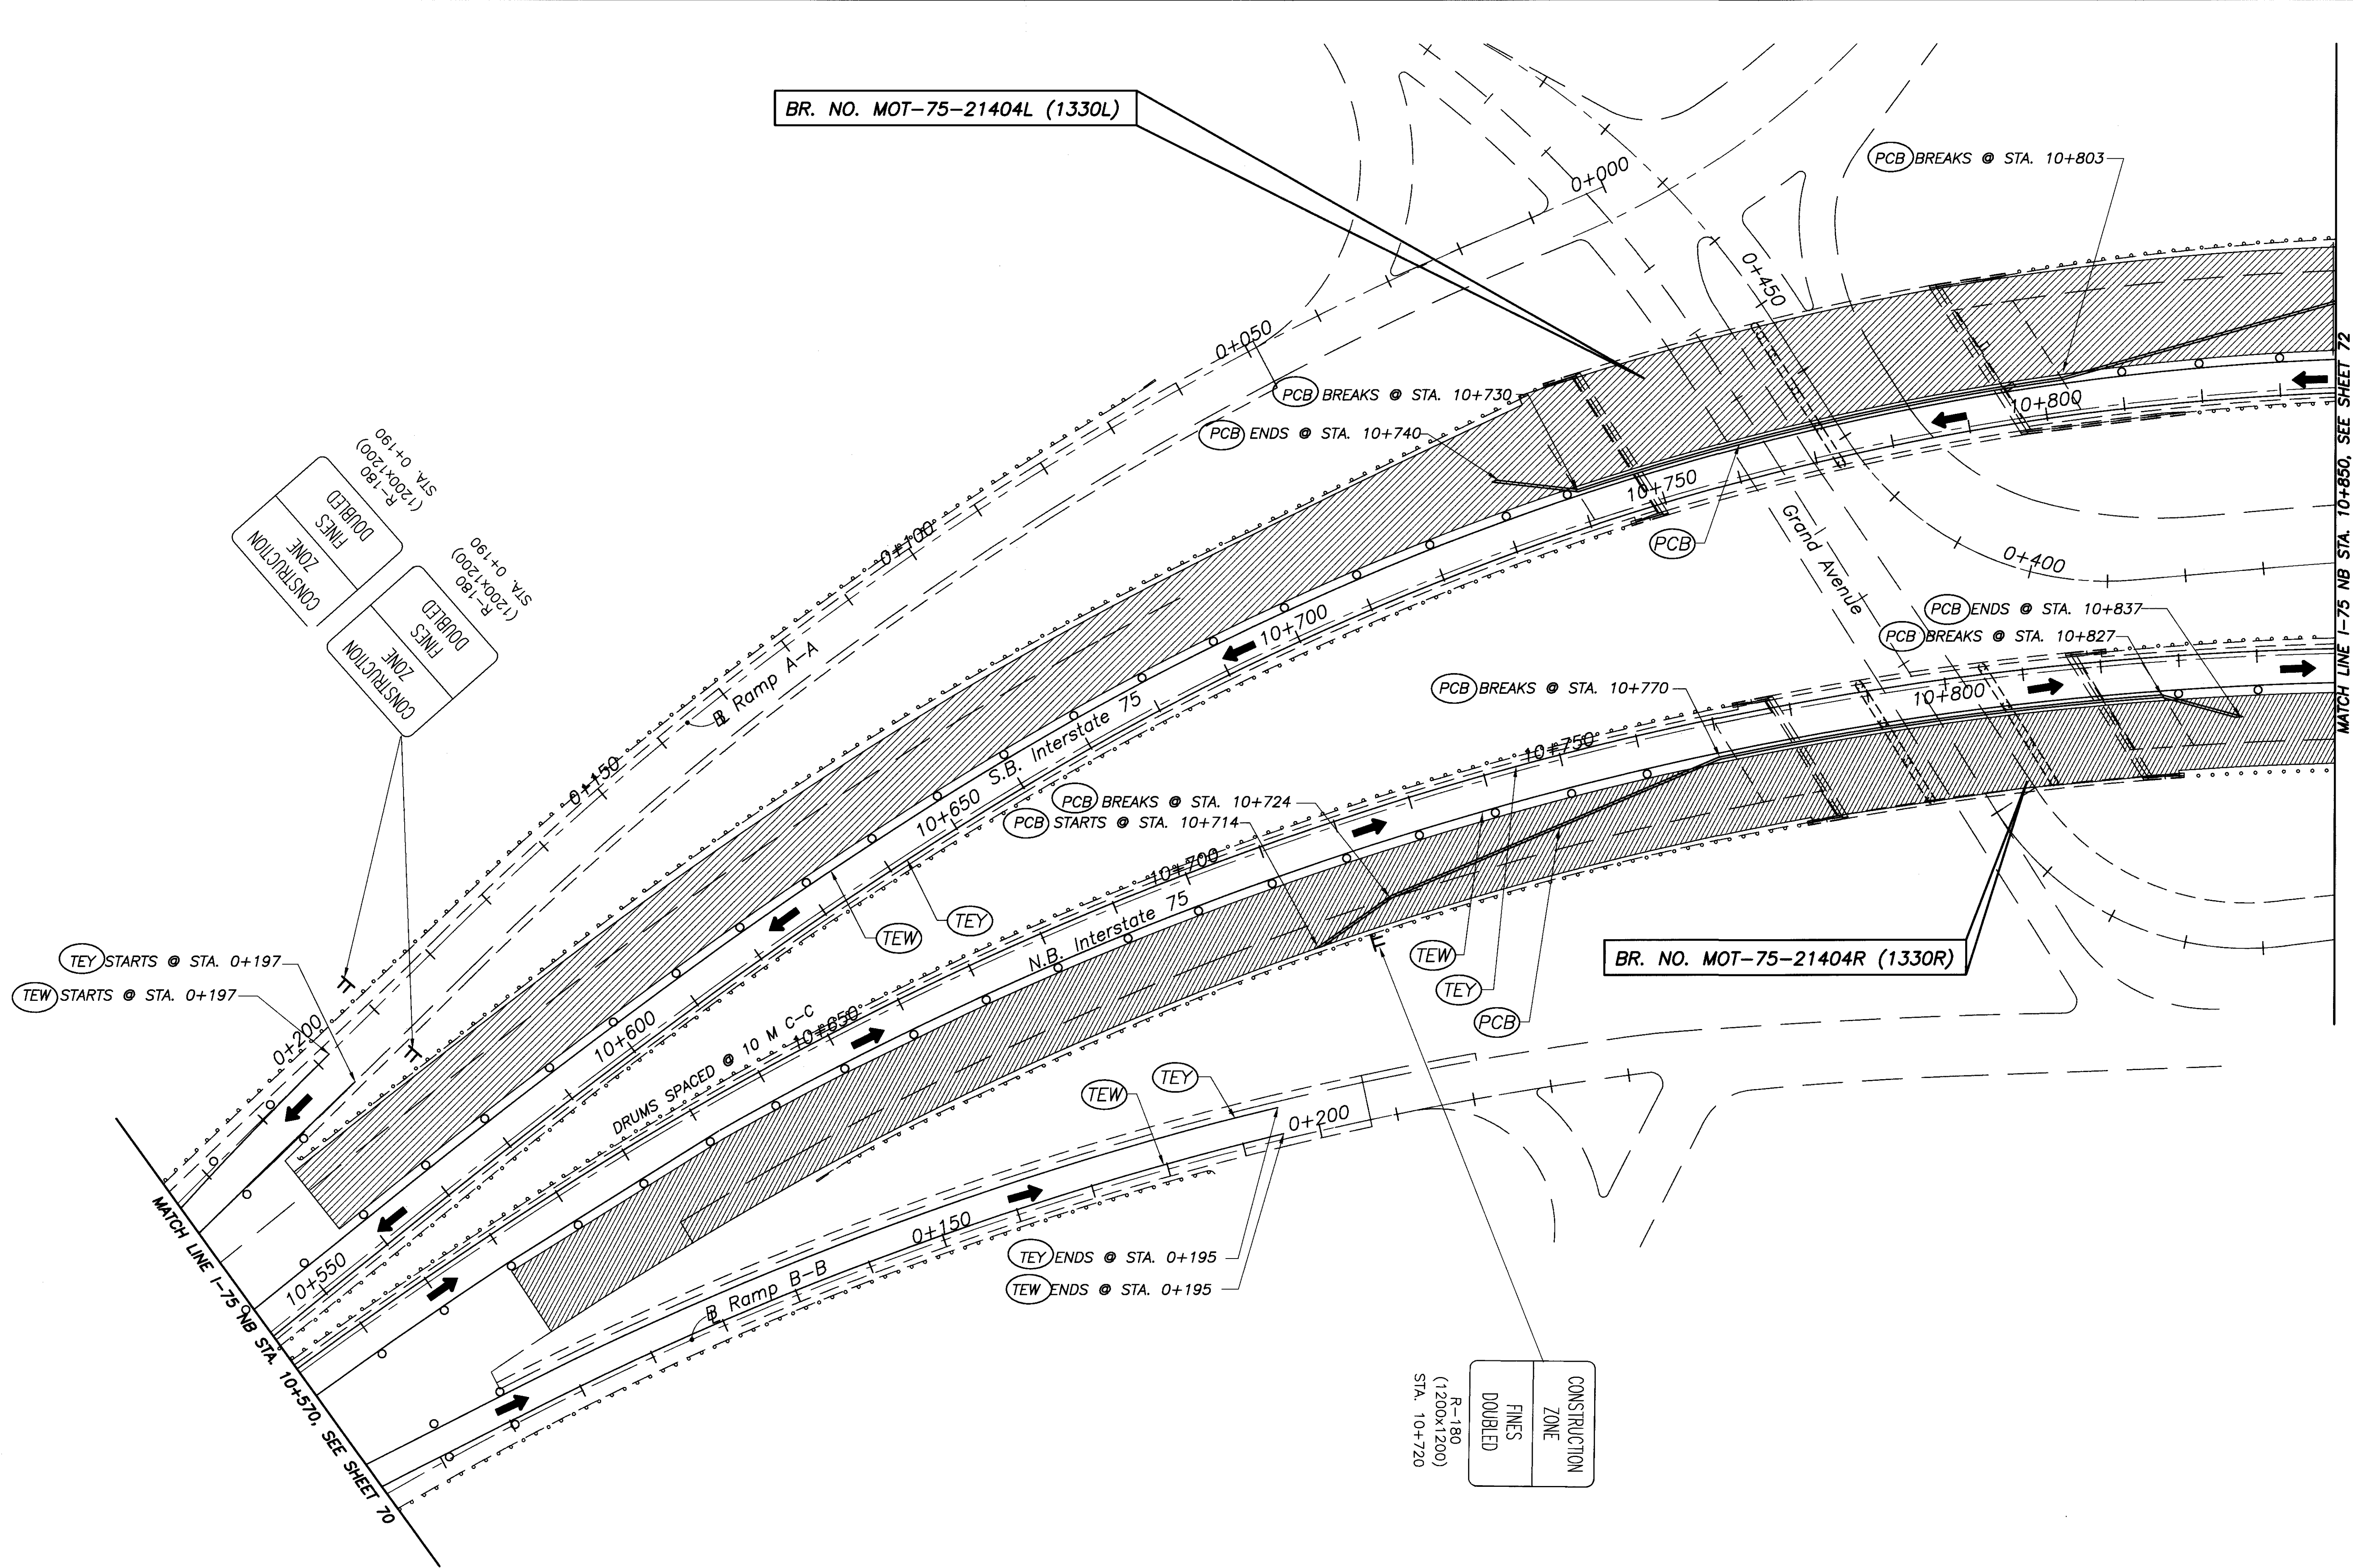 BR. NO. MOT-75-21404L (1330L)
PCB BREAKS @ STA. 10+803
0+000
0+450
0+050
PCB BREAKS @ STA. 10+730
PCB ENDS @ STA. 10+740
10+800
10+750
PCB
Grand Avenue
0+400
MATCH LINE I-75 NB STA. 10+850, SEE SHEET 72
R-180
(1200x1200)
STA. 0+190
CONSTRUCTION
ZONE
FINES
DOUBLED
R-180
(1200x1200)
STA. 0+190
CONSTRUCTION
ZONE
FINES
DOUBLED
0+100
PCB ENDS @ STA. 10+837
PCB BREAKS @ STA. 10+827
10+700
BL Ramp A-A
PCB BREAKS @ STA. 10+770
10+800
S.B. Interstate 75
10+750
0+150
10+650
PCB BREAKS @ STA. 10+724
PCB STARTS @ STA. 10+714
10+700
N.B. Interstate 75
TEY
TEW
TEW
TEY
PCB
BR. NO. MOT-75-21404R (1330R)
TEY STARTS @ STA. 0+197
TEW STARTS @ STA. 0+197
0+200
10+600
10+650
DRUMS SPACED @ 10 M C-C
TEY
TEW
0+200
0+150
TEY ENDS @ STA. 0+195
TEW ENDS @ STA. 0+195
10+550
BL Ramp B-B
MATCH LINE I-75 NB STA. 10+570, SEE SHEET 70
CONSTRUCTION
ZONE
FINES
DOUBLED
R-180
(1200x1200)
STA. 10+720